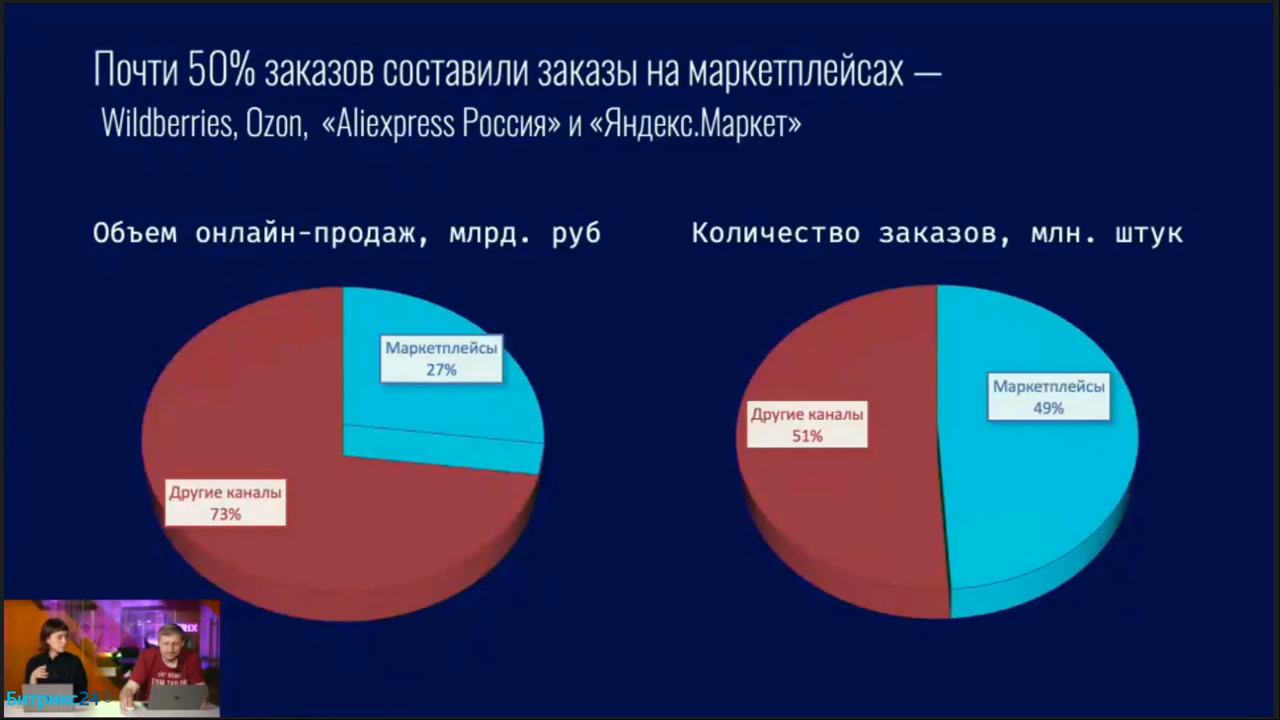 Почти 50% заказов составили заказы на маркетплейсах —
Wildberries, Ozon, «Aliexpress Россия» и «Яндекс.Маркет»
Объем онлайн-продаж, млрд. руб
Количество заказов, млн. штук
Маркетплейсы
27%
Другие каналы
73%
Маркетплейсы
49%
Другие каналы
51%
Битрикс24